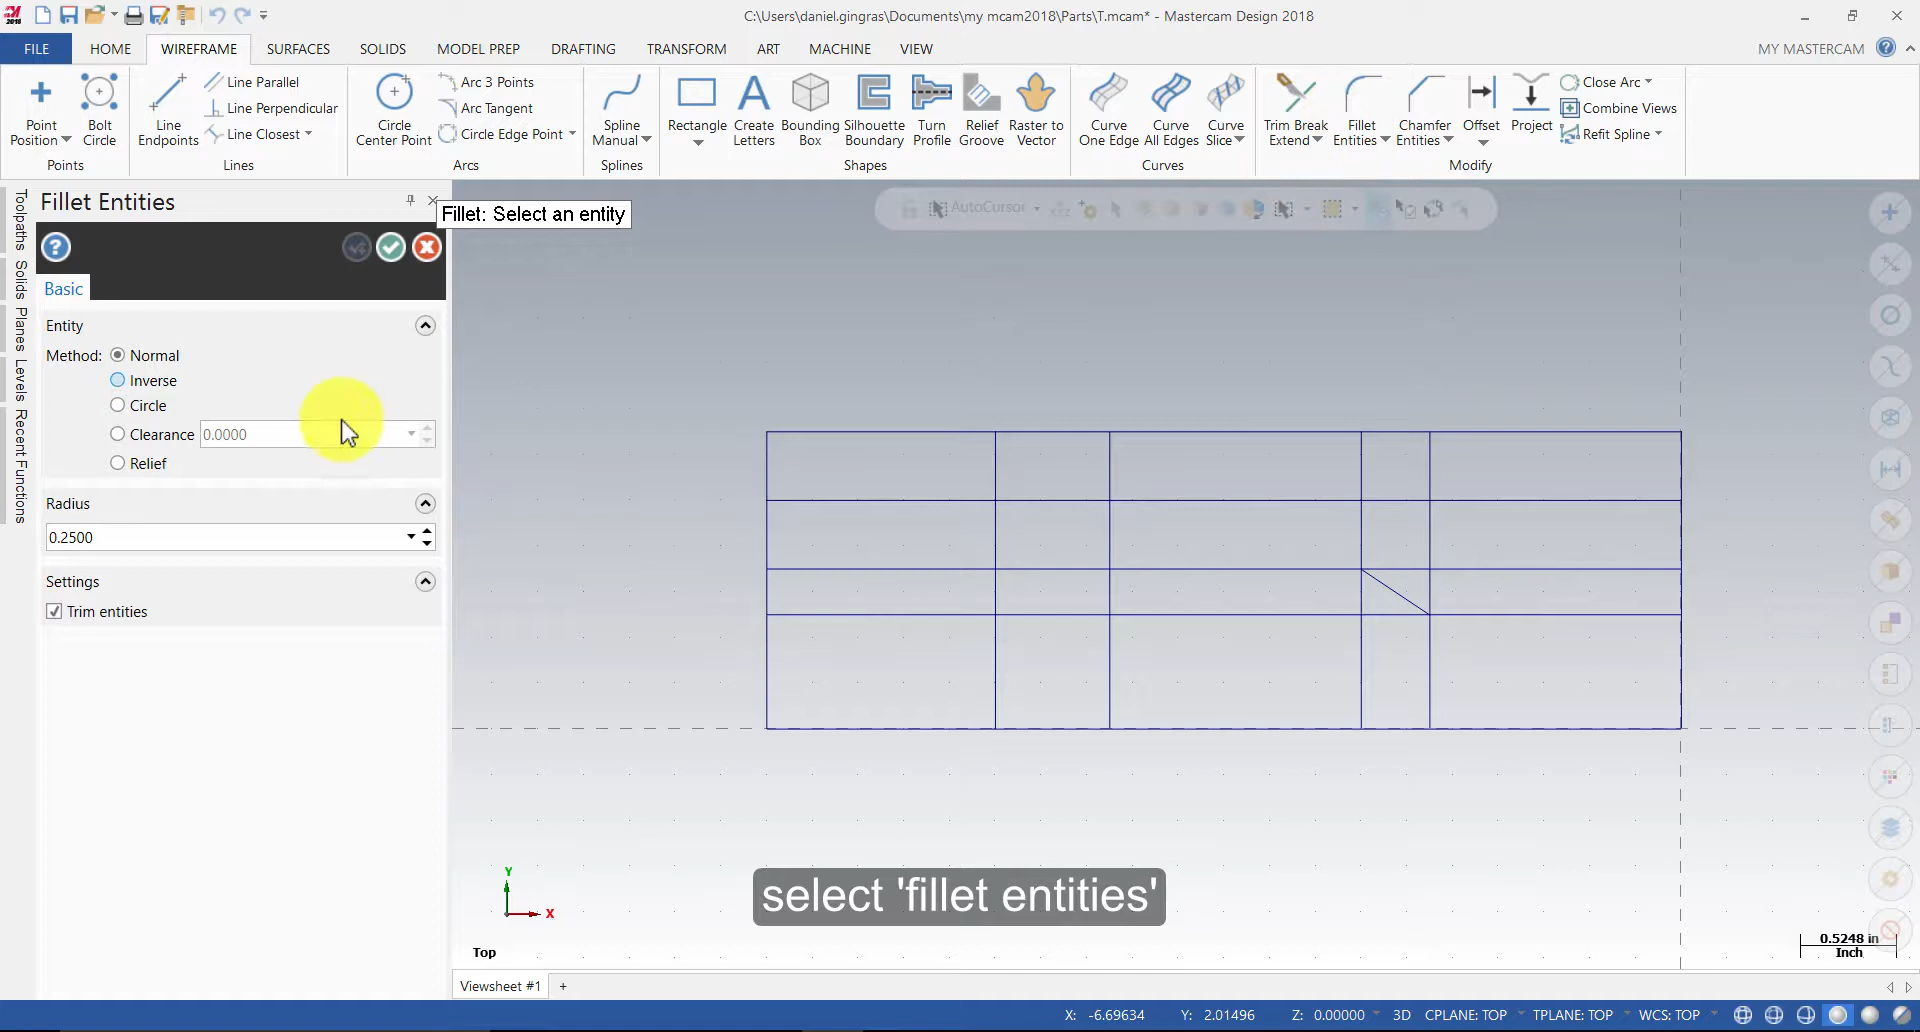 C:\Users\daniel.gingras\Documents\my mcam2018\Parts\T.mcam* - Mastercam Design 2018
FILE HOME WIREFRAME SURFACES SOLIDS MODEL PREP DRAFTING TRANSFORM ART MACHINE VIEW MY MASTERCAM
Point Position
Bolt Circle
Points
Line Endpoints
Line Parallel
Line Perpendicular
Line Closest
Lines
Circle Center Point
Arc 3 Points
Arc Tangent
Circle Edge Point
Arcs
Spline Manual
Splines
Rectangle
Create Letters
Bounding Box
Silhouette Boundary
Turn Profile
Relief Groove
Raster to Vector
Shapes
Curve One Edge
Curve All Edges
Curve Slice
Curves
Trim Break Extend
Fillet Entities
Chamfer Entities
Offset
Project
Close Arc
Combine Views
Refit Spline
Modify
Toolpaths
Solids
Planes
Levels
Recent Functions
Fillet Entities
Fillet: Select an entity
AutoCursor
Basic
Entity
Method: Normal
Inverse
Circle
Clearance 0.0000
Relief
Radius
0.2500
Settings
Trim entities
Y
X
Top
select 'fillet entities'
0.5248 in
Inch
Viewsheet #1 +
X: -6.69634 Y: 2.01496 Z: 0.00000 3D CPLANE: TOP TPLANE: TOP WCS: TOP